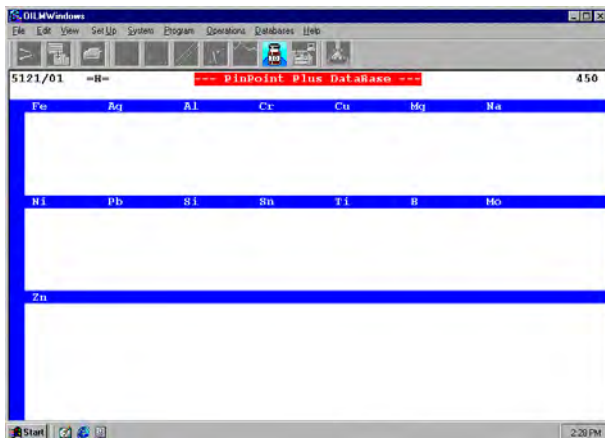 OILMWindows
File Edit View Set Up System Program Operations Databases Help
5121/01 =H= --- PinPoint Plus DataBase --- 450
Fe Ag Al Cr Cu Mg Na
Ni Pb Si Sn Ti B Mo
Zn
Start 2:28 PM